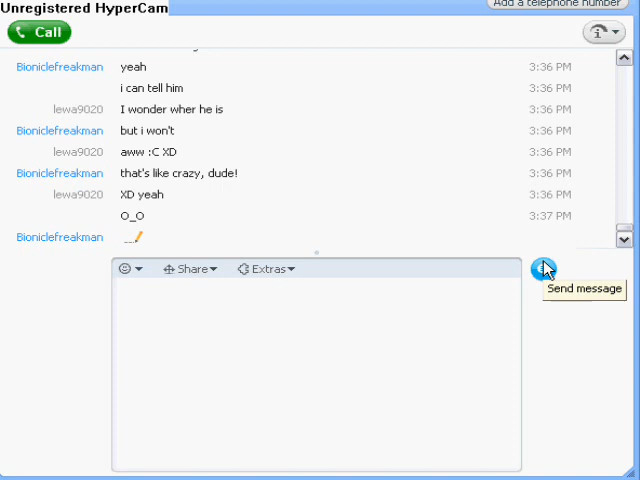 Unregistered HyperCam
Add a telephone number
Call
Bioniclefreakman yeah 3:36 PM
i can tell him 3:36 PM
lewa9020 I wonder wher he is 3:36 PM
Bioniclefreakman but i won't 3:36 PM
lewa9020 aww :C XD 3:36 PM
Bioniclefreakman that's like crazy, dude! 3:36 PM
lewa9020 XD yeah 3:36 PM
O_O 3:37 PM
Bioniclefreakman
Share Extras
Send message